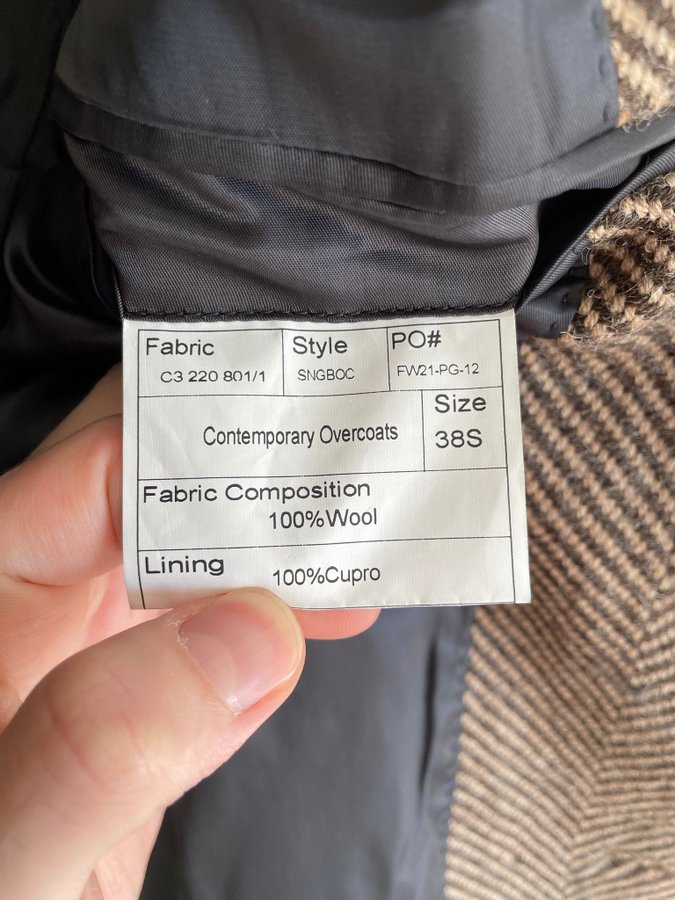 Fabric Style PO#
C3 220 801/1 SNGBOC FW21-PG-12
Contemporary Overcoats
Size
38S
Fabric Composition
100%Wool
Lining
100%Cupro